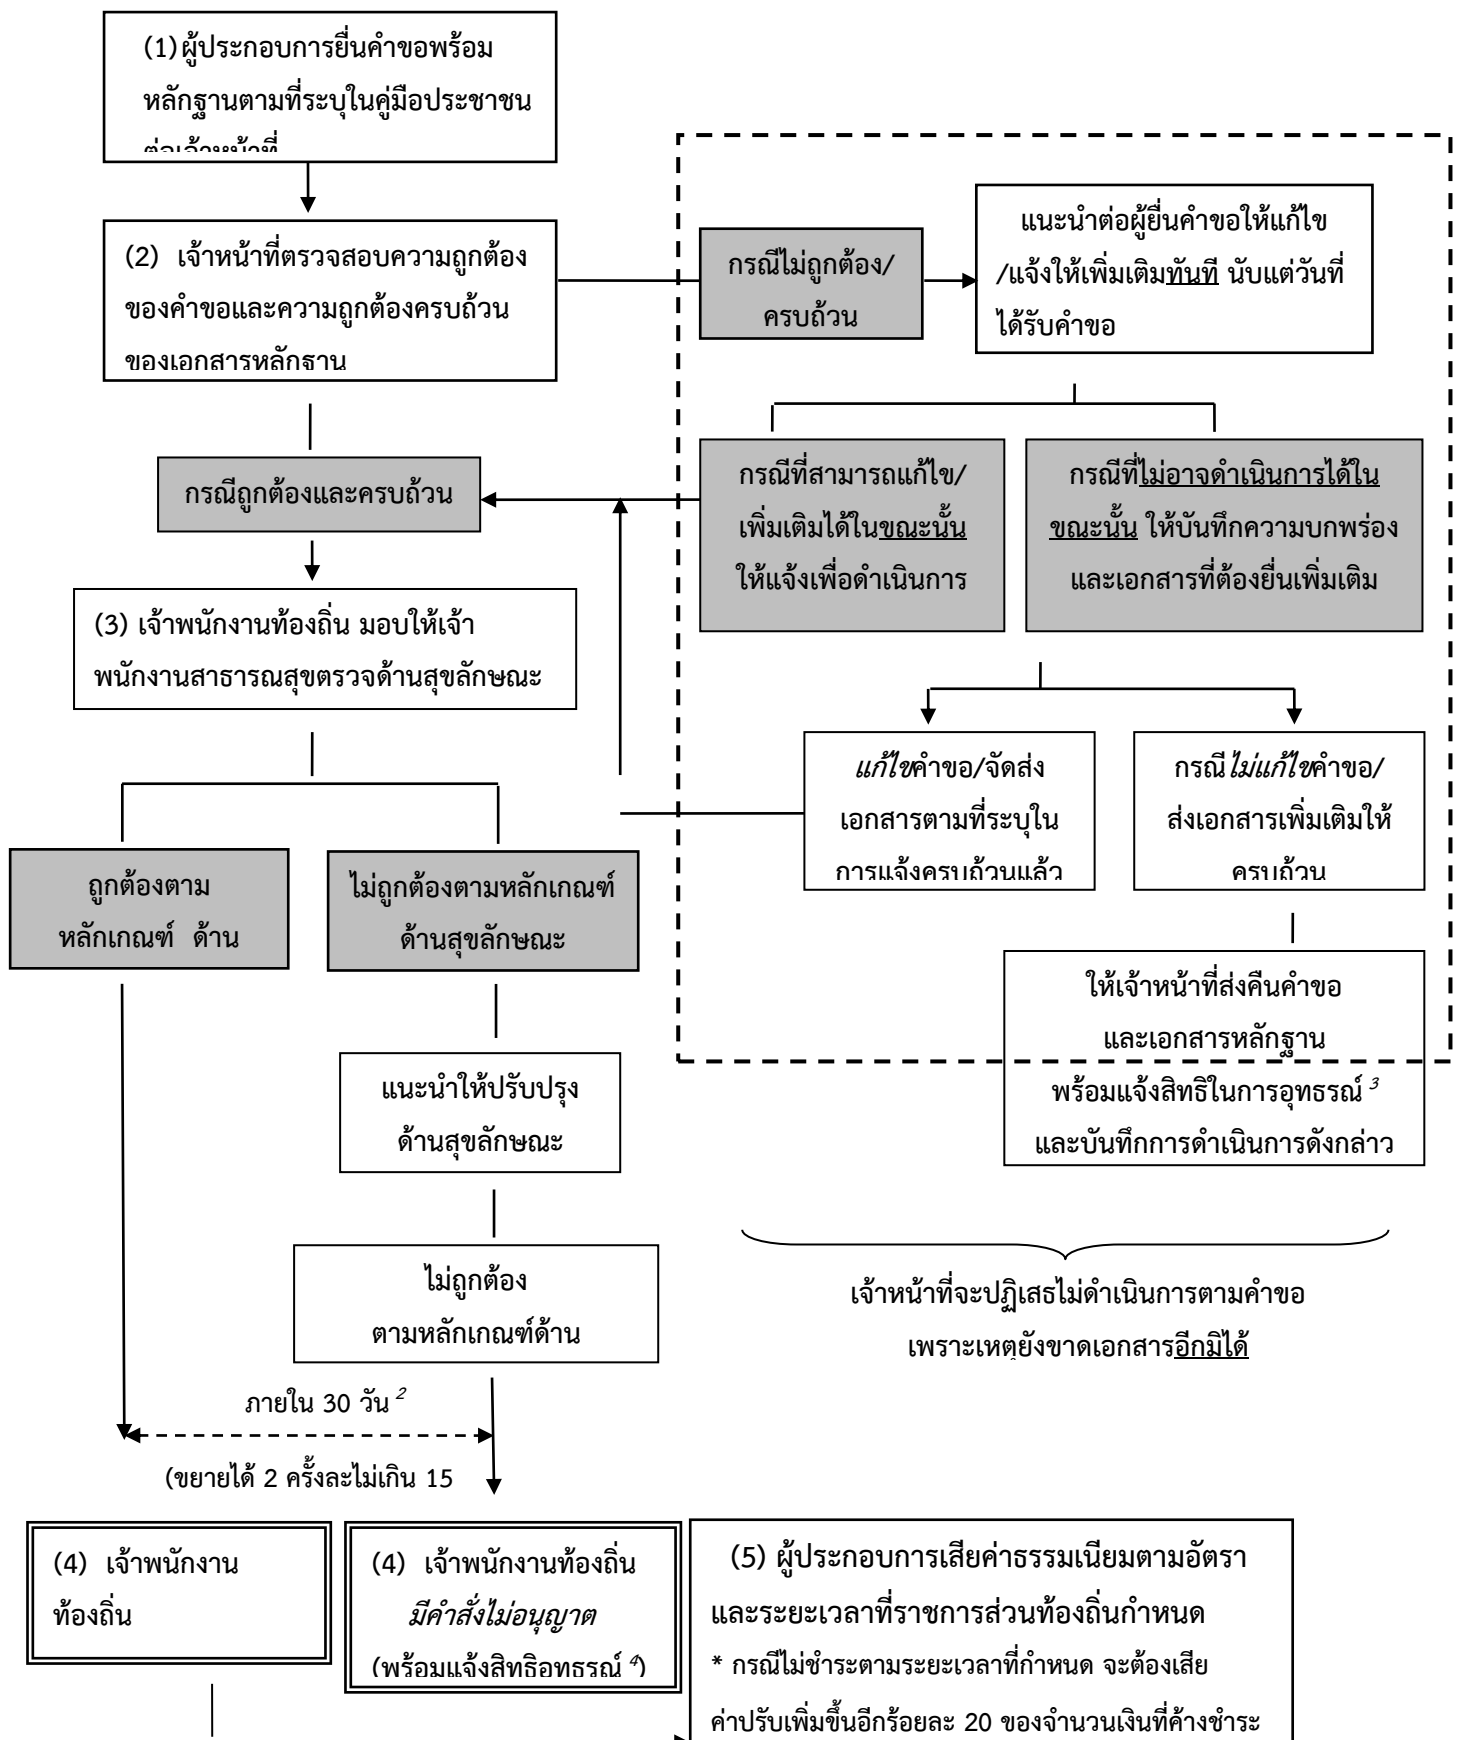 (1) ผู้ประกอบการยื่นคำขอพร้อม
หลักฐานตามที่ระบุในคู่มือประชาชน
ต่อเจ้าหน้าที่
(2) เจ้าหน้าที่ตรวจสอบความถูกต้อง
ของคำขอและความถูกต้องครบถ้วน
ของเอกสารหลักฐาน
กรณีไม่ถูกต้อง/
ครบถ้วน
แนะนำต่อผู้ยื่นคำขอให้แก้ไข
/แจ้งให้เพิ่มเติมทันที นับแต่วันที่
ได้รับคำขอ
กรณีถูกต้องและครบถ้วน
กรณีที่สามารถแก้ไข/
เพิ่มเติมได้ในขณะนั้น
ให้แจ้งเพื่อดำเนินการ
กรณีที่ไม่อาจดำเนินการได้ใน
ขณะนั้น ให้บันทึกความบกพร่อง
และเอกสารที่ต้องยื่นเพิ่มเติม
(3) เจ้าพนักงานท้องถิ่น มอบให้เจ้า
พนักงานสาธารณสุขตรวจด้านสุขลักษณะ
แก้ไขคำขอ/จัดส่ง
เอกสารตามที่ระบุใน
การแจ้งครบถ้วนแล้ว
กรณีไม่แก้ไขคำขอ/
ส่งเอกสารเพิ่มเติมให้
ครบถ้วน
ถูกต้องตาม
หลักเกณฑ์ ด้าน
ไม่ถูกต้องตามหลักเกณฑ์
ด้านสุขลักษณะ
ให้เจ้าหน้าที่ส่งคืนคำขอ
และเอกสารหลักฐาน
พร้อมแจ้งสิทธิในการอุทธรณ์ 3
และบันทึกการดำเนินการดังกล่าว
แนะนำให้ปรับปรุง
ด้านสุขลักษณะ
ไม่ถูกต้อง
ตามหลักเกณฑ์ด้าน
เจ้าหน้าที่จะปฏิเสธไม่ดำเนินการตามคำขอ
เพราะเหตุยังขาดเอกสารอีกมิได้
ภายใน 30 วัน 2
(ขยายได้ 2 ครั้งละไม่เกิน 15
(4) เจ้าพนักงาน
ท้องถิ่น
(4) เจ้าพนักงานท้องถิ่น
มีคำสั่งไม่อนุญาต
(พร้อมแจ้งสิทธิอุทธรณ์ 4)
(5) ผู้ประกอบการเสียค่าธรรมเนียมตามอัตรา
และระยะเวลาที่ราชการส่วนท้องถิ่นกำหนด
* กรณีไม่ชำระตามระยะเวลาที่กำหนด จะต้องเสีย
ค่าปรับเพิ่มขึ้นอีกร้อยละ 20 ของจำนวนเงินที่ค้างชำระ